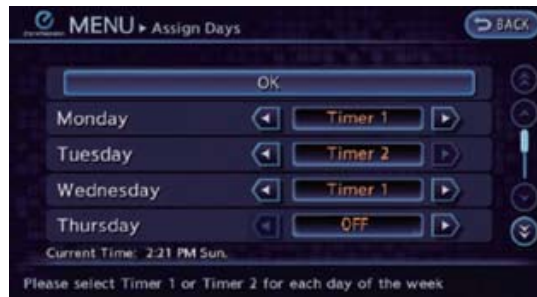 MENU ▸ Assign Days
BACK
OK
Monday Timer 1
Tuesday Timer 2
Wednesday Timer 1
Thursday OFF
Current Time: 2:21 PM Sun.
Please select Timer 1 or Timer 2 for each day of the week